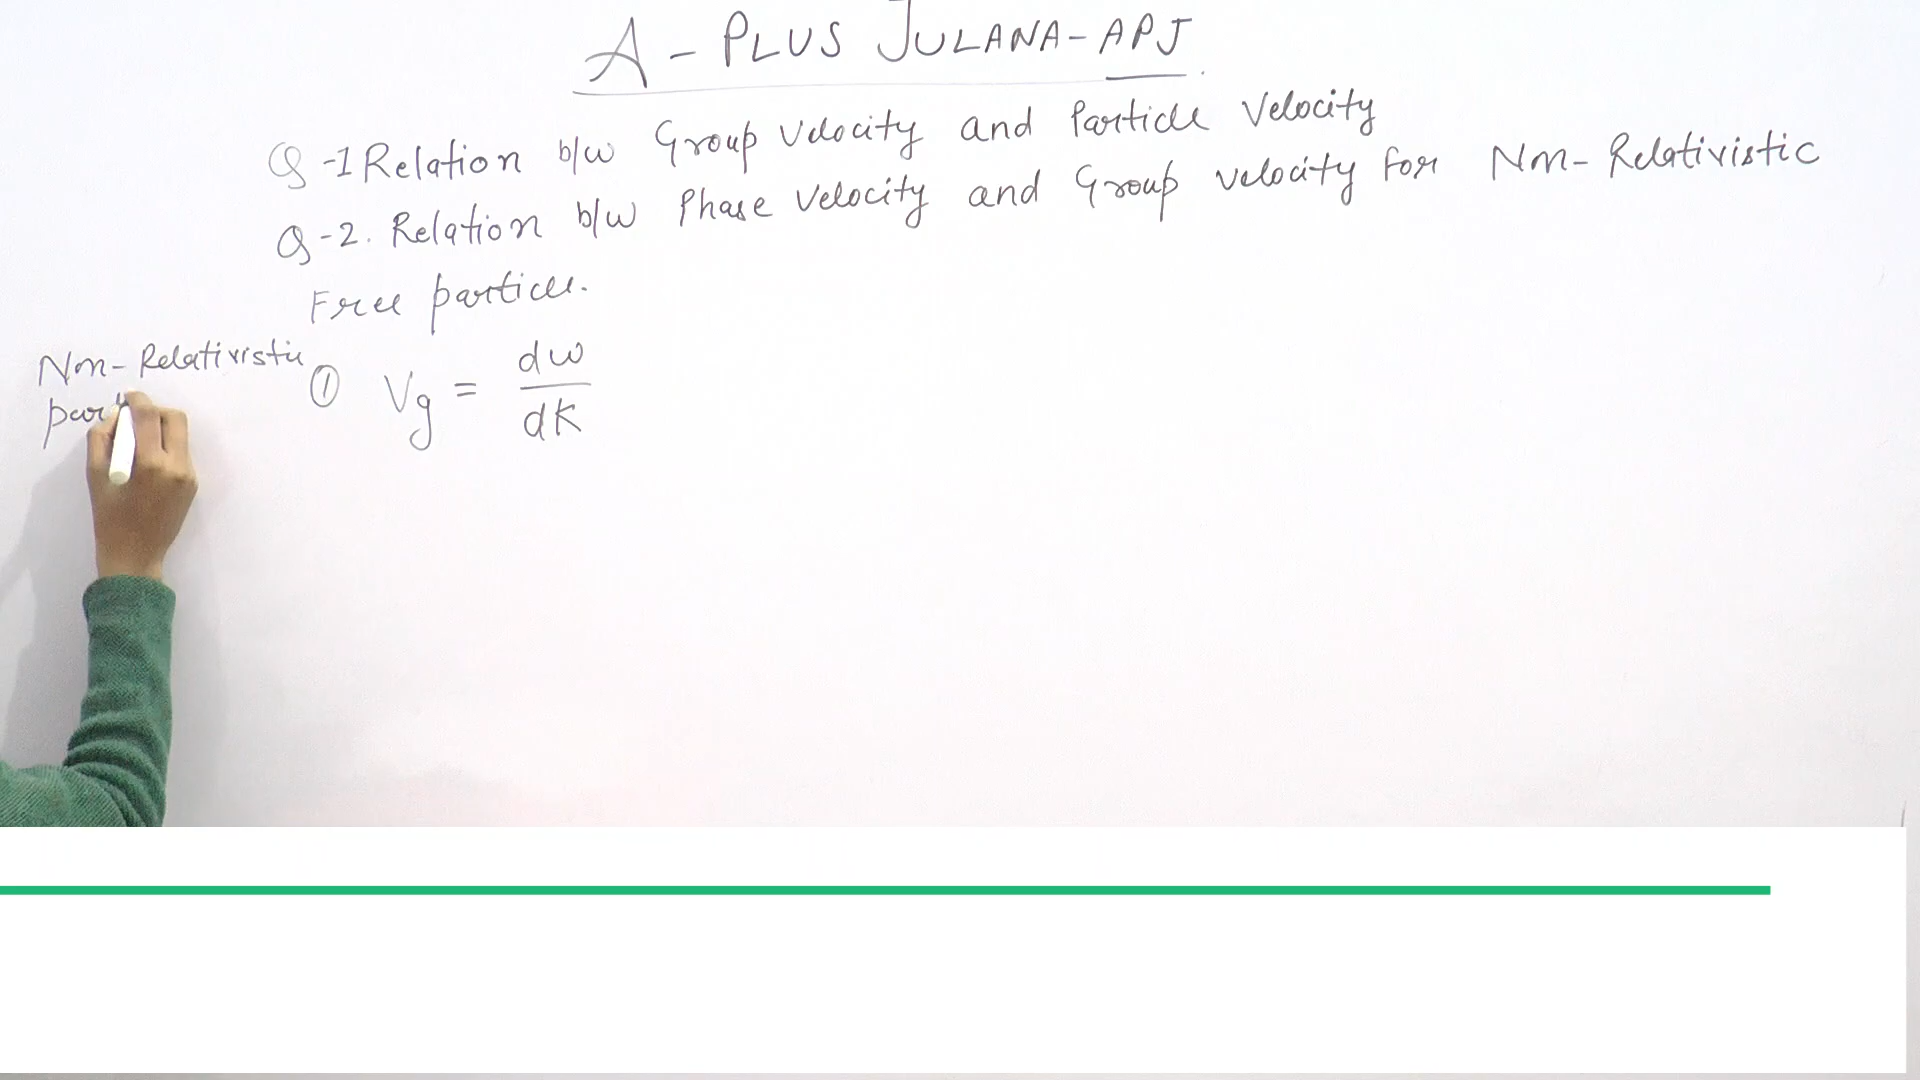 A - PLUS JULANA-APJ
Q-1 Relation b/w Group Velocity and Particle Velocity
Q-2. Relation b/w Phase Velocity and Group velocity for Non-Relativistic
Free particle.
Non-Relativistic
par
① Vg = dω/dK